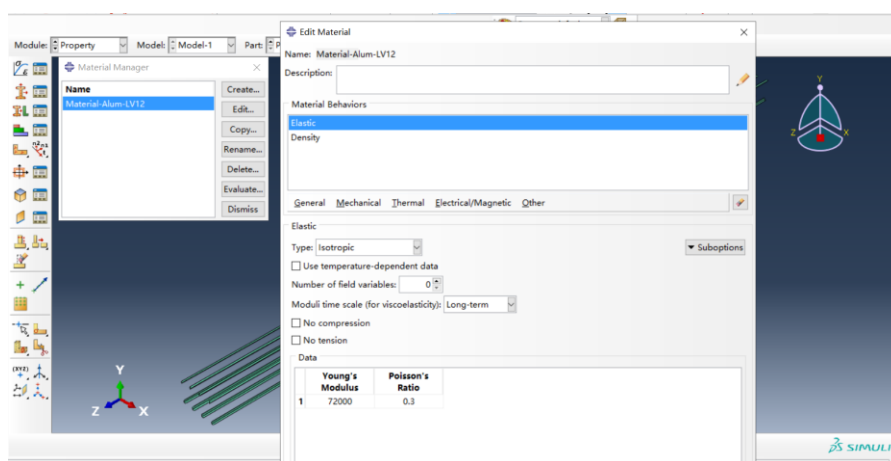 Edit Material
Module: Property Model: Model-1 Part: P
Name: Material-Alum-LV12
Material Manager
Description:
Name Create...
Material-Alum-LV12 Edit...
Copy...
Rename...
Delete...
Evaluate...
Dismiss
Material Behaviors
Elastic
Density
General Mechanical Thermal Electrical/Magnetic Other
Elastic
Type: Isotropic Suboptions
Use temperature-dependent data
Number of field variables: 0
Moduli time scale (for viscoelasticity): Long-term
No compression
No tension
Data
Young's Poisson's
Modulus Ratio
1 72000 0.3
Y
Z X
Y
Z X
SIMULI